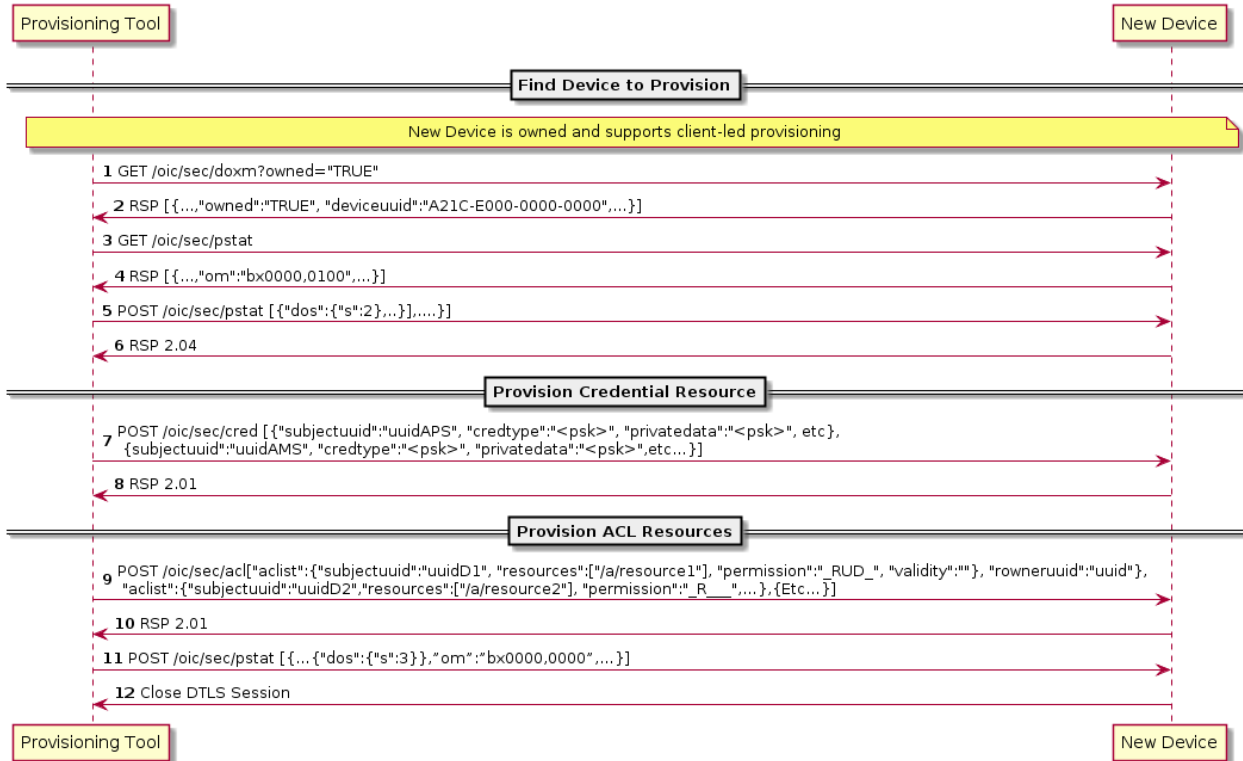 Provisioning Tool
New Device
Find Device to Provision
New Device is owned and supports client-led provisioning
1 GET /oic/sec/doxm?owned="TRUE"
2 RSP [{...,"owned":"TRUE", "deviceuuid":"A21C-E000-0000-0000",...}]
3 GET /oic/sec/pstat
4 RSP [{...,"om":"bx0000,0100",...}]
5 POST /oic/sec/pstat [{"dos":{"s":2},..}],....}]
6 RSP 2.04
Provision Credential Resource
7 POST /oic/sec/cred [{"subjectuuid":"uuidAPS", "credtype":"<psk>", "privatedata":"<psk>", etc},
{subjectuuid":"uuidAMS", "credtype":"<psk>", "privatedata":"<psk>",etc...}]
8 RSP 2.01
Provision ACL Resources
9 POST /oic/sec/acl["aclist":{"subjectuuid":"uuidD1", "resources":["/a/resource1"], "permission":"_RUD_", "validity":""}, "rowneruuid":"uuid"},
"aclist":{"subjectuuid":"uuidD2","resources":["/a/resource2"], "permission":"_R___",...},{Etc...}]
10 RSP 2.01
11 POST /oic/sec/pstat [{...{"dos":{"s":3}},”om”:”bx0000,0000”,...}]
12 Close DTLS Session
Provisioning Tool
New Device